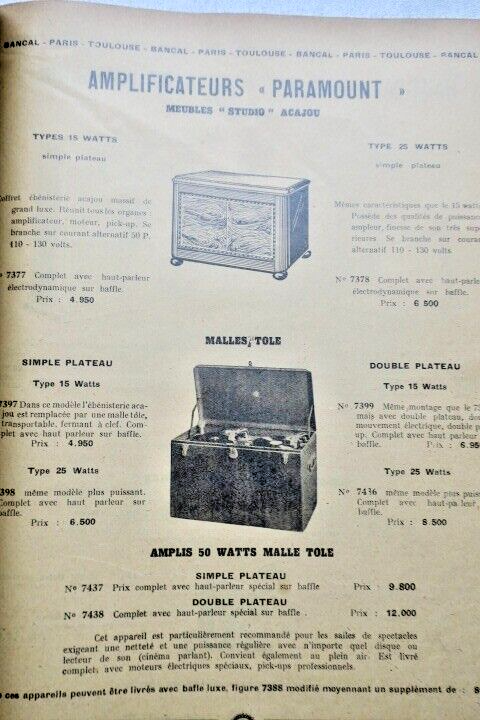 BANCAL - PARIS - TOULOUSE - BANCAL - PARIS - TOULOUSE - BANCAL - PARIS - TOULOUSE - BANCAL
AMPLIFICATEURS « PARAMOUNT »
MEUBLES "STUDIO" ACAJOU
TYPES 15 WATTS
simple plateau
Coffret ébénisterie acajou massif de
grand luxe. Réunit tous les organes :
amplificateur, moteur, pick-up. Se
branche sur courant alternatif 50 P.
110 - 130 volts.
7377 Complet avec haut-parleur
électrodynamique sur baffle.
Prix : 4.950
TYPE 25 WATTS
simple plateau
Mêmes caractéristiques que le 15 watts
Possède des qualités de puissance
ampleur, finesse de son très
rieures Se branche sur
alternatif 110 - 130 volts.
Nº 7378 Complet avec
électrodynamique sur baffle.
Prix : 6 500
MALLES TOLE
SIMPLE PLATEAU
Type 15 Watts
7397 Dans ce modèle l'ébénisterie aca-
jou est remplacée par une malle tôle,
transportable, fermant à clef. Com-
plet avec haut parleur sur baffle.
Prix : 4.950
Type 25 Watts
398 même modèle plus puissant.
Complet avec haut-parleur sur
baffle.
Prix : 6.500
DOUBLE PLATEAU
Type 15 Watts
Nº 7399 Même montage que le
mais avec double plateau,
mouvement électrique, double
up. Complet avec haut parleur
baffle. Prix : 6.95
Type 25 Watts
Nº 7436 même modèle plus
Complet avec haut-parleur
baffle.
Prix : 8.500
AMPLIS 50 WATTS MALLE TOLE
SIMPLE PLATEAU
Nº 7437 Prix complet avec haut-parleur spécial sur baffle Prix : 9.800
DOUBLE PLATEAU
Nº 7438 Complet avec haut-parleur spécial sur baffle . Prix : 12.000
Cet appareil est particulièrement recommandé pour les salles de spectacles
exigeant une netteté et une puissance régulière avec n'importe quel disque ou
lecteur de son (cinéma parlant). Convient également au plein air. Est livré
complet, avec moteurs électriques spéciaux, pick-ups professionnels.
ces appareils peuvent être livrés avec bafle luxe, figure 7388 modifié moyennant un supplément de :